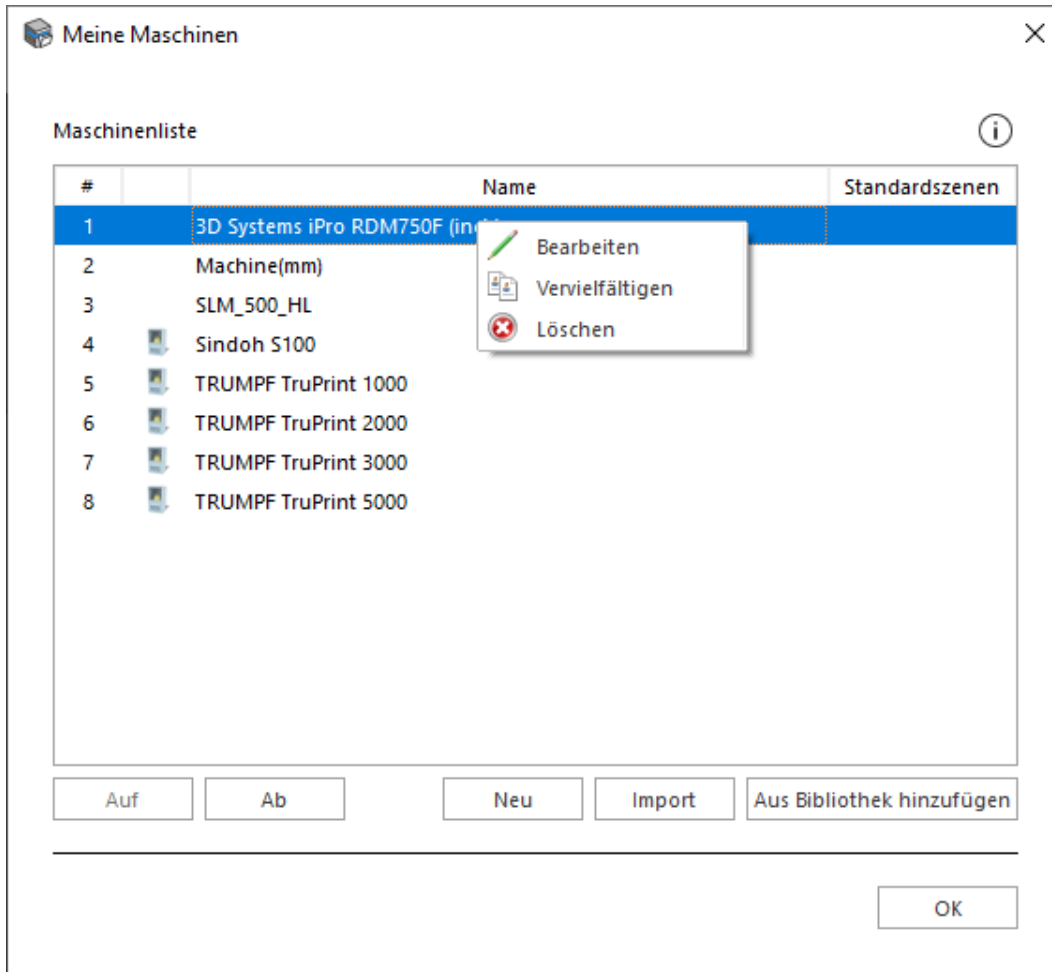 Meine Maschinen
Maschinenliste
# Name Standardszenen
1 3D Systems iPro RDM750F
Bearbeiten
2 Machine(mm)
Vervielfältigen
3 SLM_500_HL
Löschen
4 Sindoh S100
5 TRUMPF TruPrint 1000
6 TRUMPF TruPrint 2000
7 TRUMPF TruPrint 3000
8 TRUMPF TruPrint 5000
Auf Ab Neu Import Aus Bibliothek hinzufügen
OK